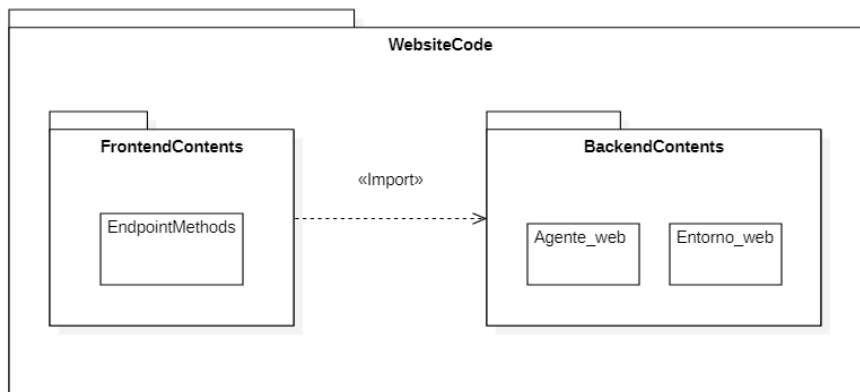 WebsiteCode
FrontendContents
BackendContents
«Import»
EndpointMethods
Agente_web
Entorno_web